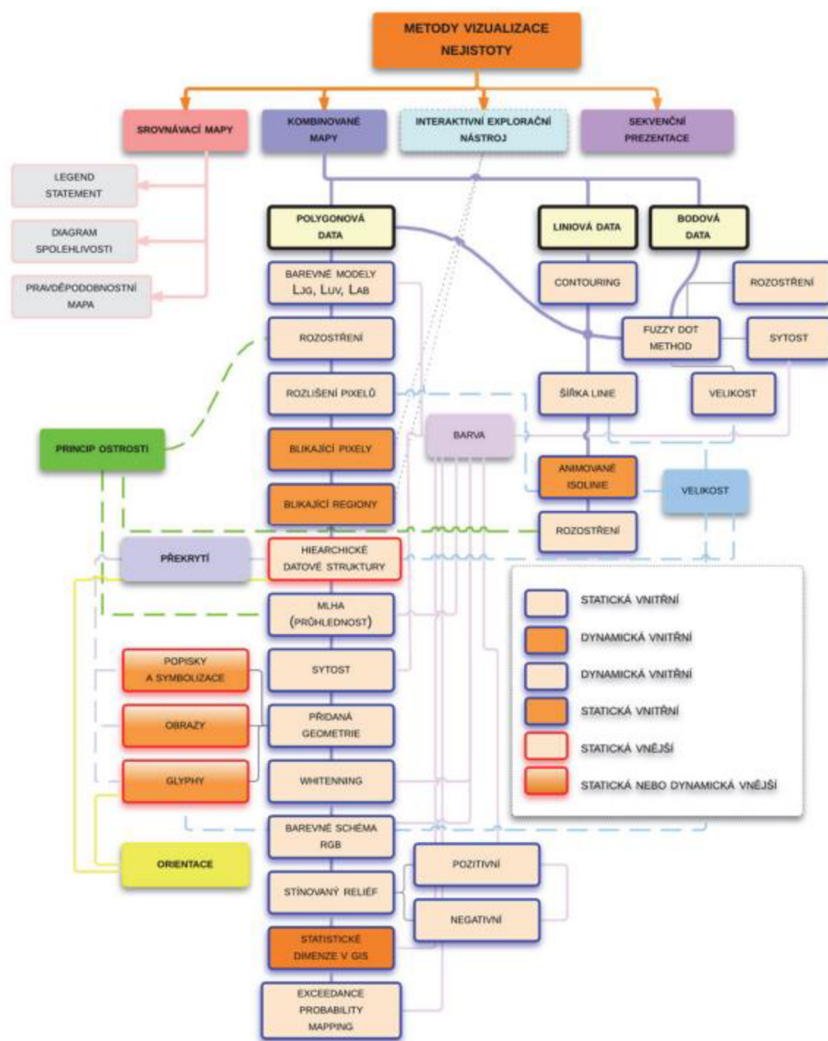 METODY VIZUALIZACE
NEJISTOTY
SROVNÁVACÍ MAPY
KOMBINOVANÉ
MAPY
INTERAKTIVNÍ EXPLORAČNÍ
NÁSTROJ
SEKVENČNÍ
PREZENTACE
LEGEND
STATEMENT
DIAGRAM
SPOLEHLIVOSTI
PRAVDĚPODOBNOSTNÍ
MAPA
POLYGONOVÁ
DATA
LINIOVÁ DATA
BODOVÁ
DATA
BAREVNÉ MODELY
LJG, LUV, LAB
CONTOURING
ROZOSTŘENÍ
ROZOSTŘENÍ
FUZZY DOT
METHOD
SYTOST
ROZLIŠENÍ PIXELŮ
ŠÍŘKA LINIE
VELIKOST
PRINCIP OSTROSTI
BLIKAJÍCÍ PIXELY
BARVA
BLIKAJÍCÍ REGIONY
ANIMOVANÉ
ISOLINIE
VELIKOST
ROZOSTŘENÍ
PŘEKRYTÍ
HIEARCHICKÉ
DATOVÉ STRUKTURY
MLHA
(PRŮHLEDNOST)
POPISKY
A SYMBOLIZACE
SYTOST
OBRAZY
PŘIDANÁ
GEOMETRIE
GLYPHY
WHITENNING
BAREVNÉ SCHÉMA
RGB
ORIENTACE
STÍNOVANÝ RELIÉF
POZITIVNÍ
NEGATIVNÍ
STATISTICKÉ
DIMENZE V GIS
EXCEEDANCE
PROBABILITY
MAPPING
STATICKÁ VNITŘNÍ
DYNAMICKÁ VNITŘNÍ
DYNAMICKÁ VNITŘNÍ
STATICKÁ VNITŘNÍ
STATICKÁ VNĚJŠÍ
STATICKÁ NEBO DYNAMICKÁ VNĚJŠÍ